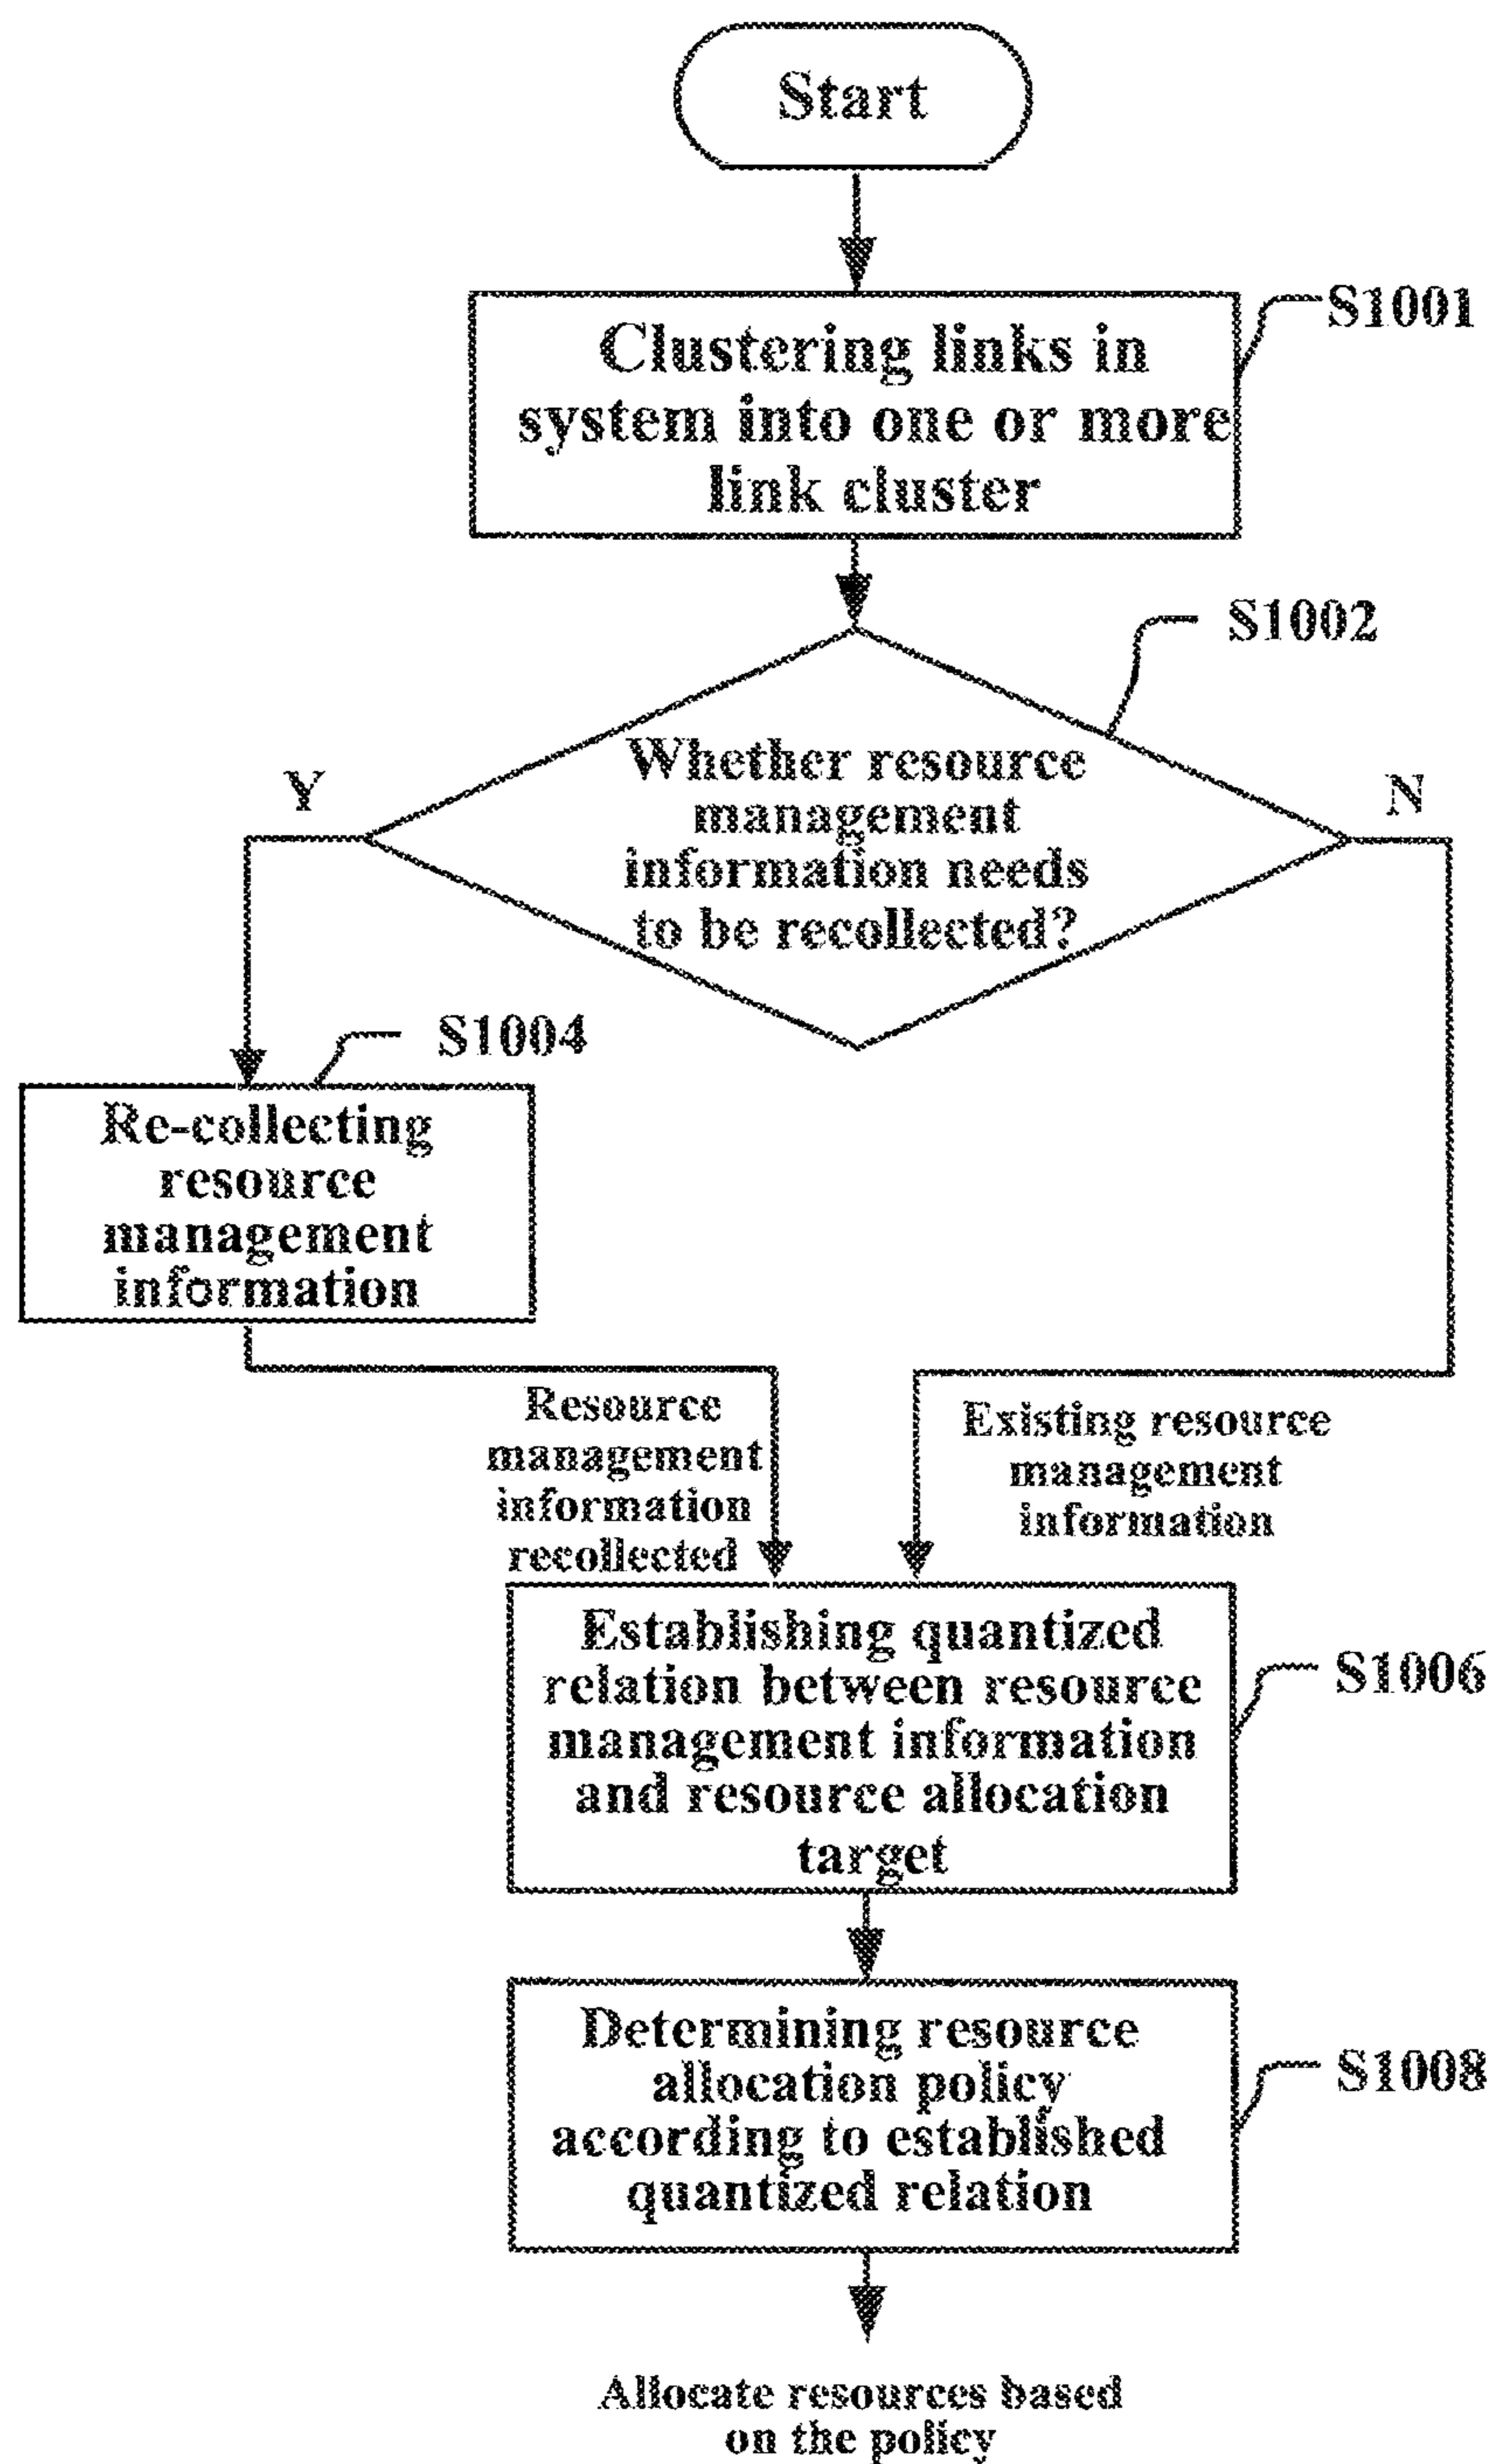 Start
S1001
Clustering links in
system into one or more
link cluster
S1002
Whether resource
management
information needs
to be recollected?
Y
N
S1004
Re-collecting
resource
management
information
Resource
management
information
recollected
Existing resource
management
information
Establishing quantized
relation between resource
management information
and resource allocation
target
S1006
Determining resource
allocation policy
according to established
quantized relation
S1008
Allocate resources based
on the policy